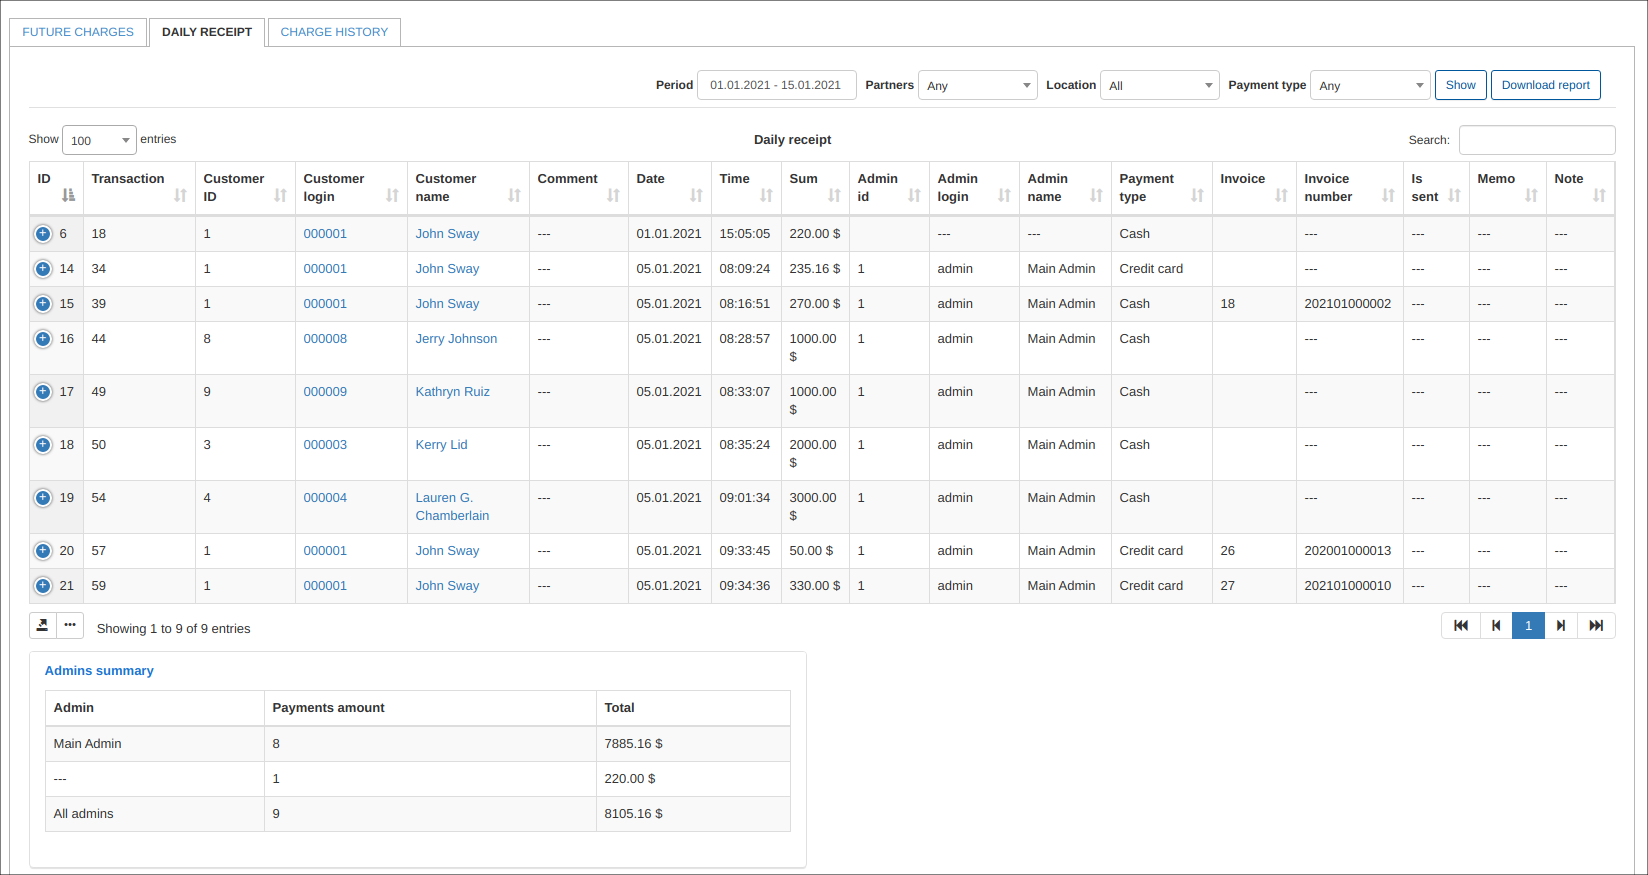 FUTURE CHARGES DAILY RECEIPT CHARGE HISTORY
Period 01.01.2021 - 15.01.2021 Partners Any Location All Payment type Any Show Download report
Show 100 entries Daily receipt Search:
ID Transaction Customer ID Customer login Customer name Comment Date Time Sum Admin id Admin login Admin name Payment type Invoice Invoice number Is sent Memo Note
6 18 1 000001 John Sway --- 01.01.2021 15:05:05 220.00 $ --- --- Cash --- --- --- ---
14 34 1 000001 John Sway --- 05.01.2021 08:09:24 235.16 $ 1 admin Main Admin Credit card --- --- --- ---
15 39 1 000001 John Sway --- 05.01.2021 08:16:51 270.00 $ 1 admin Main Admin Cash 18 202101000002 --- --- ---
16 44 8 000008 Jerry Johnson --- 05.01.2021 08:28:57 1000.00 $ 1 admin Main Admin Cash --- --- --- ---
17 49 9 000009 Kathryn Ruiz --- 05.01.2021 08:33:07 1000.00 $ 1 admin Main Admin Cash --- --- --- ---
18 50 3 000003 Kerry Lid --- 05.01.2021 08:35:24 2000.00 $ 1 admin Main Admin Cash --- --- --- ---
19 54 4 000004 Lauren G. Chamberlain --- 05.01.2021 09:01:34 3000.00 $ 1 admin Main Admin Cash --- --- --- ---
20 57 1 000001 John Sway --- 05.01.2021 09:33:45 50.00 $ 1 admin Main Admin Credit card 26 202001000013 --- --- ---
21 59 1 000001 John Sway --- 05.01.2021 09:34:36 330.00 $ 1 admin Main Admin Credit card 27 202101000010 --- --- ---
Showing 1 to 9 of 9 entries 1
Admins summary
Admin Payments amount Total
Main Admin 8 7885.16 $
--- 1 220.00 $
All admins 9 8105.16 $